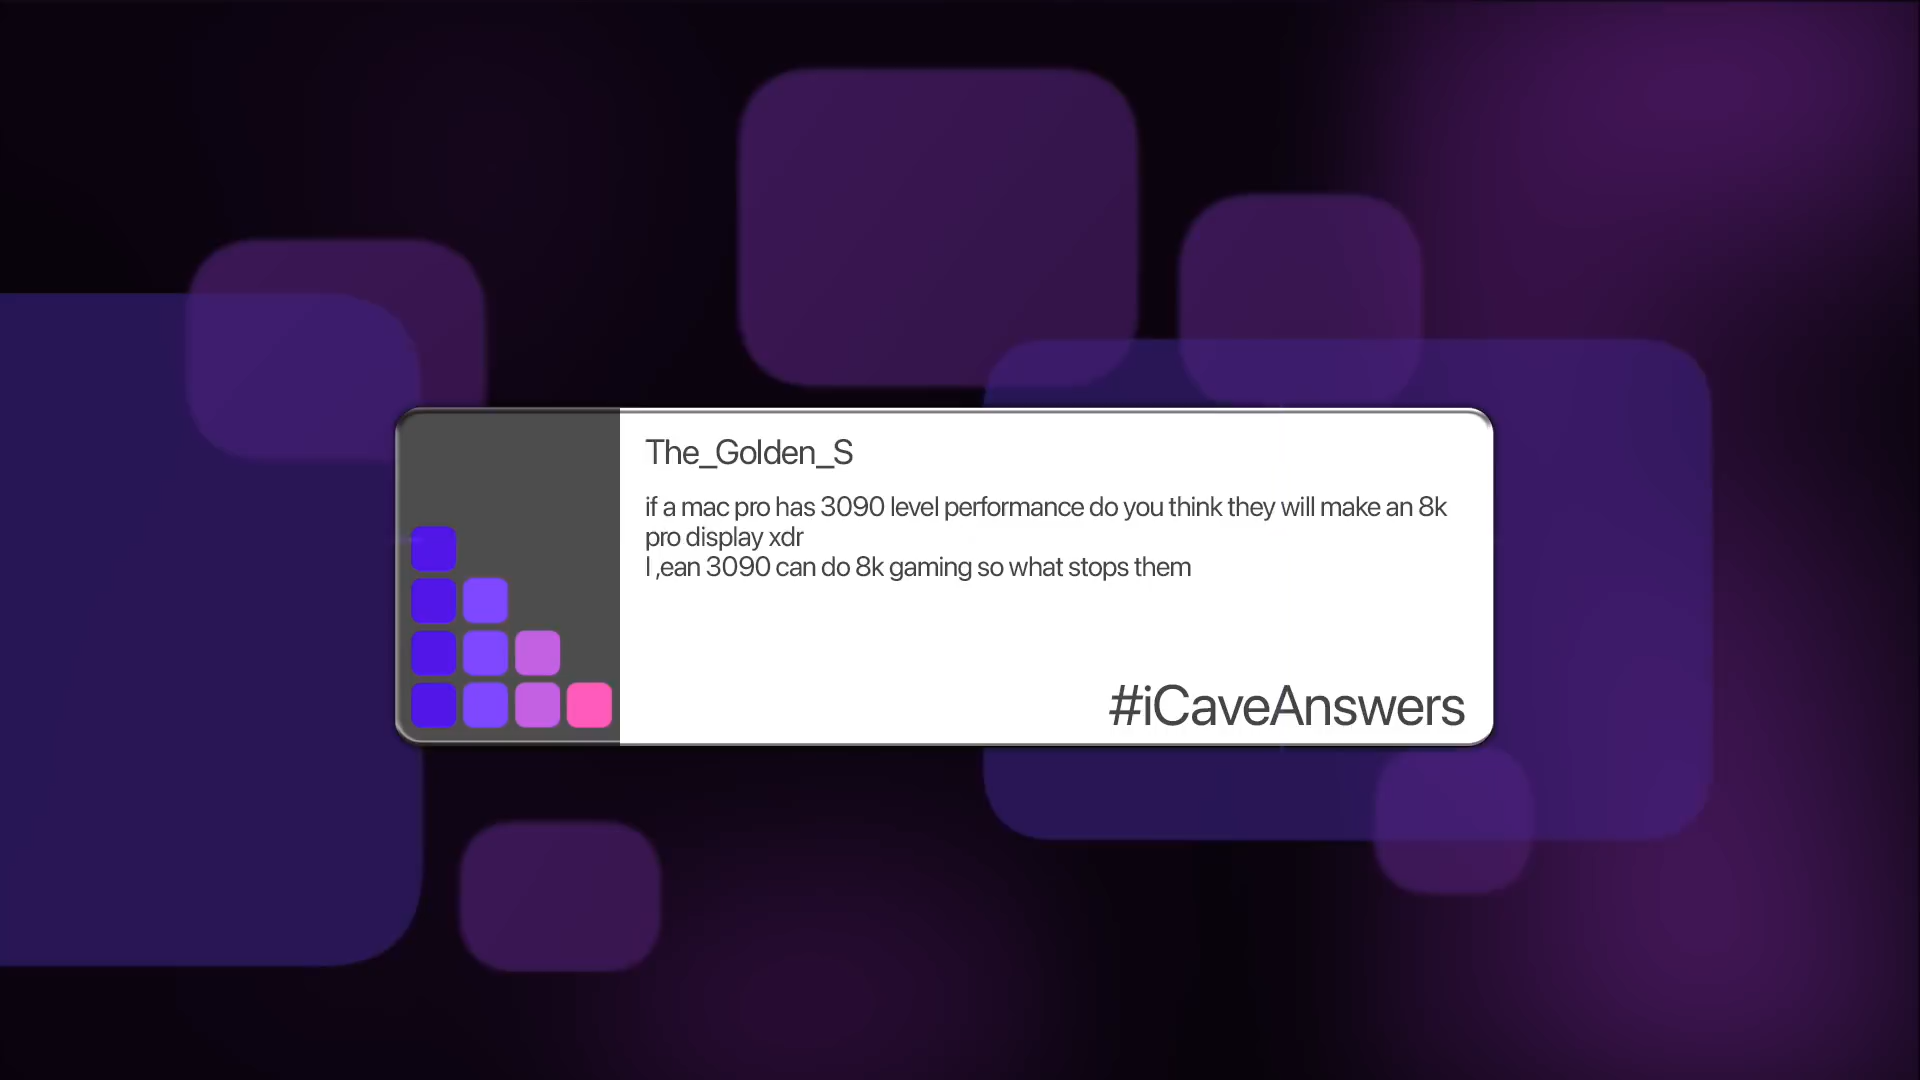 The_Golden_S
if a mac pro has 3090 level performance do you think they will make an 8k
pro display xdr
I ,ean 3090 can do 8k gaming so what stops them
#iCaveAnswers